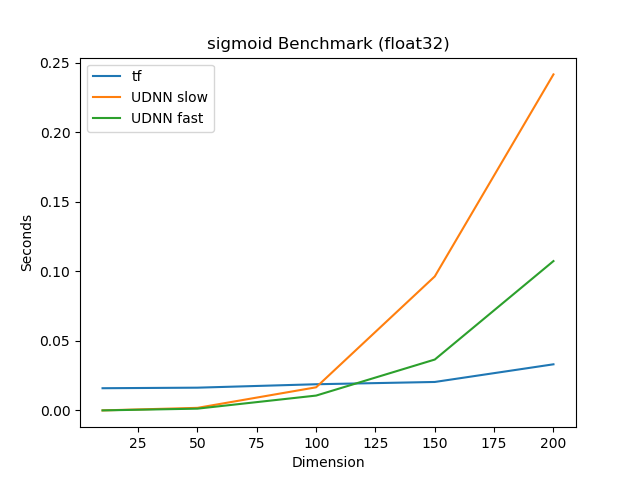 sigmoid Benchmark (float32)
tf
UDNN slow
UDNN fast
Seconds
0.25
0.20
0.15
0.10
0.05
0.00
25 50 75 100 125 150 175 200
Dimension